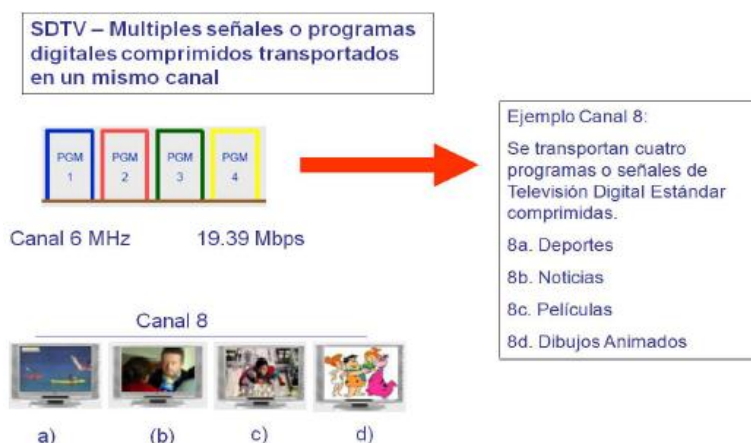 SDTV – Multiples señales o programas
digitales comprimidos transportados
en un mismo canal
PGM
1
PGM
2
PGM
3
PGM
4
Canal 6 MHz 19.39 Mbps
Ejemplo Canal 8:
Se transportan cuatro
programas o señales de
Televisión Digital Estándar
comprimidas.
8a. Deportes
8b. Noticias
8c. Películas
8d. Dibujos Animados
Canal 8
a) (b) c) d)